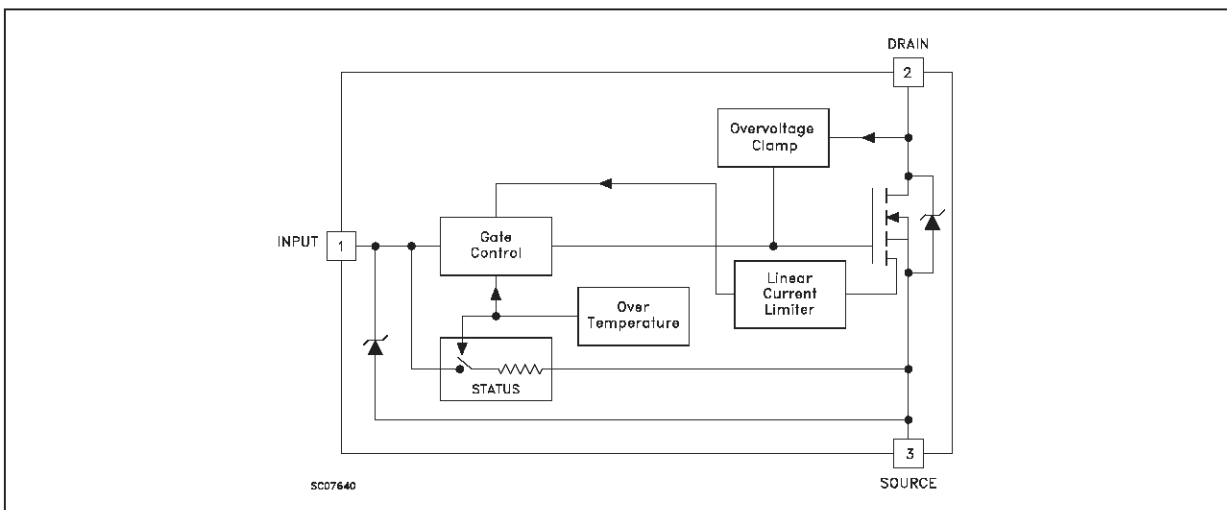 DRAIN
2
Overvoltage
Clamp
INPUT
1
Gate
Control
Linear
Current
Limiter
Over
Temperature
STATUS
3
SC07640
SOURCE